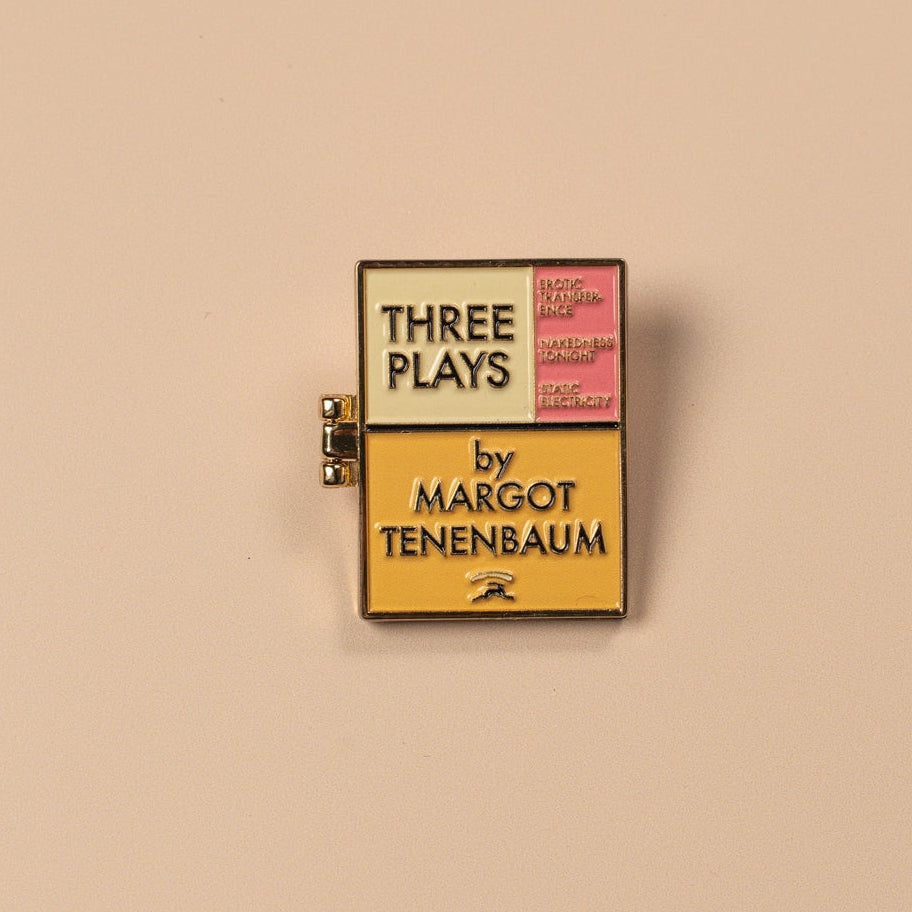 THREE
PLAYS
EROTIC
TRANSFER-
ENCE
NAKEDNESS
TONIGHT
STATIC
ELECTRICITY
by
MARGOT
TENENBAUM